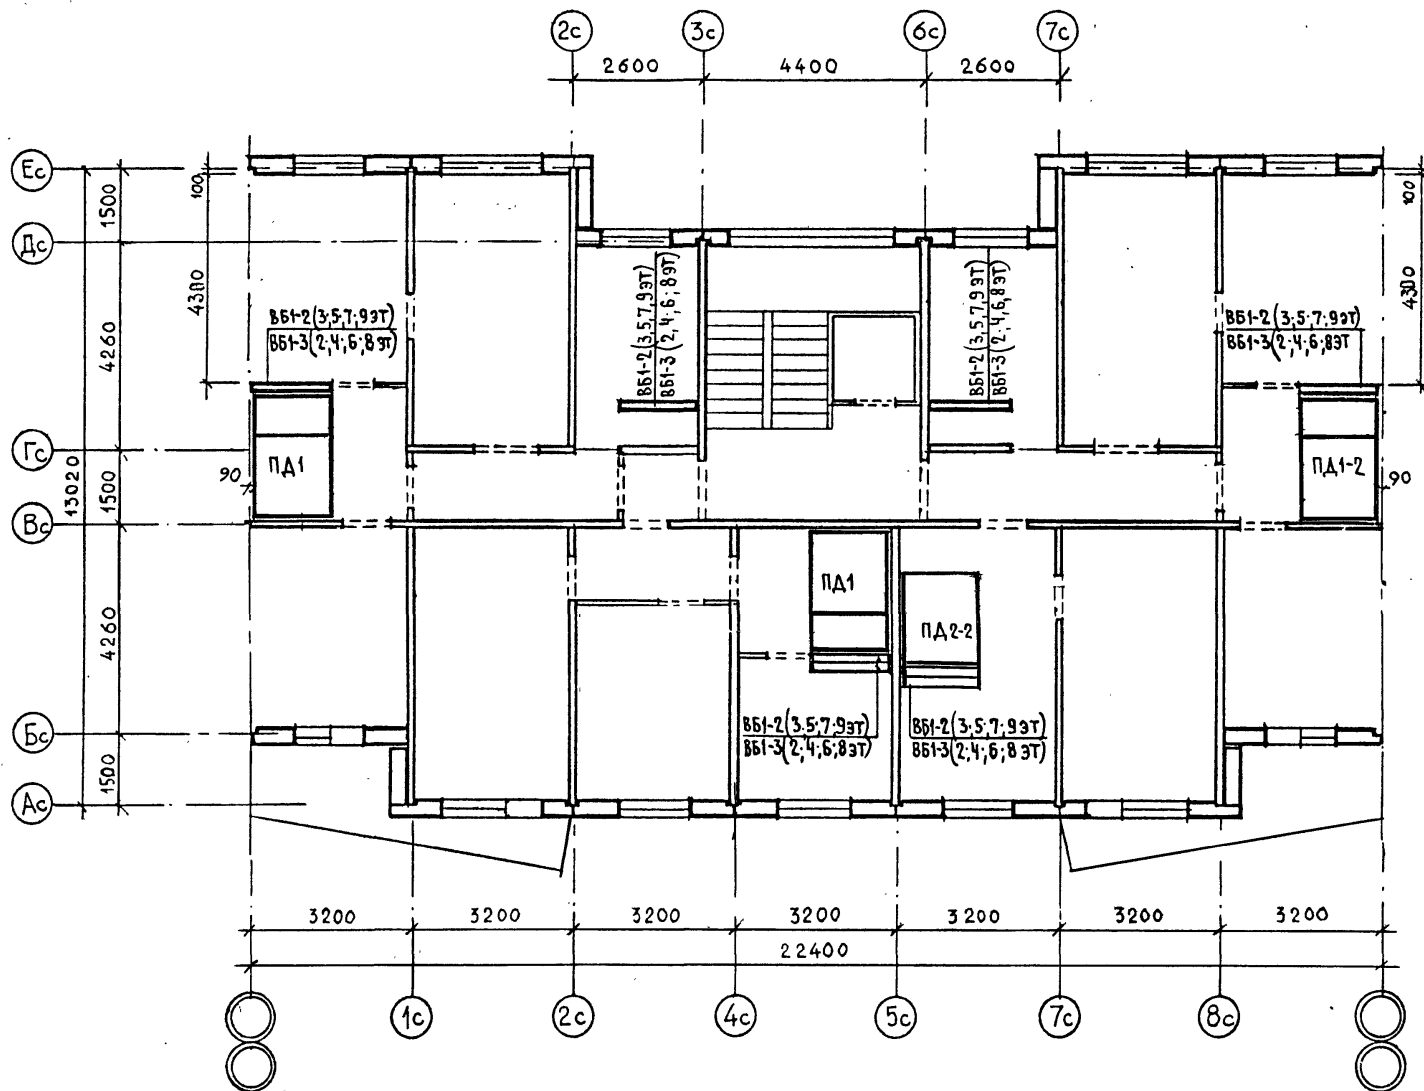 2с 3с 6с 7с
2600 4400 2600
Ес
100
100
1500
Дс
4300
4300
ВБ1-2(3,5,7,9эт)
ВБ1-3(2,4,6,8эт)
ВБ1-2(3,5,7,9эт)
ВБ1-3(2,4,6,8эт)
ВБ1-2(3;5;7;9эт)
ВБ1-3(2;4;6;8эт)
ВБ1-2(3;5;7;9эт)
ВБ1-3(2;4;6;8эт
4260
Гс
ПД1
ПД1-2
90
90
13020
1500
Вс
ПД1
ПД2-2
4260
ВБ1-2(3;5;7;9эт)
ВБ1-3(2;4;6;8эт)
ВБ1-2(3;5;7;9эт)
ВБ1-3(2;4;6;8эт)
Бс
1500
Ас
3200 3200 3200 3200 3200 3200 3200
22400
1с 2с 4с 5с 7с 8с